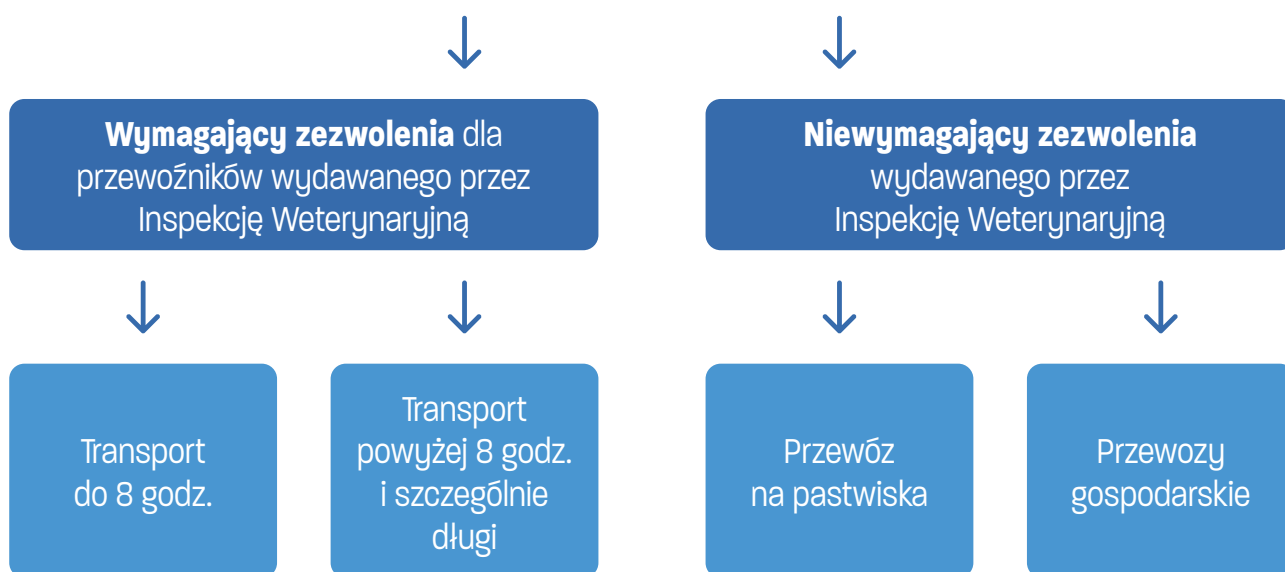 Wymagający zezwolenia dla
przewoźników wydawanego przez
Inspekcję Weterynaryjną
Niewymagający zezwolenia
wydawanego przez
Inspekcję Weterynaryjną
Transport
do 8 godz.
Transport
powyżej 8 godz.
i szczególnie
długi
Przewóz
na pastwiska
Przewozy
gospodarskie